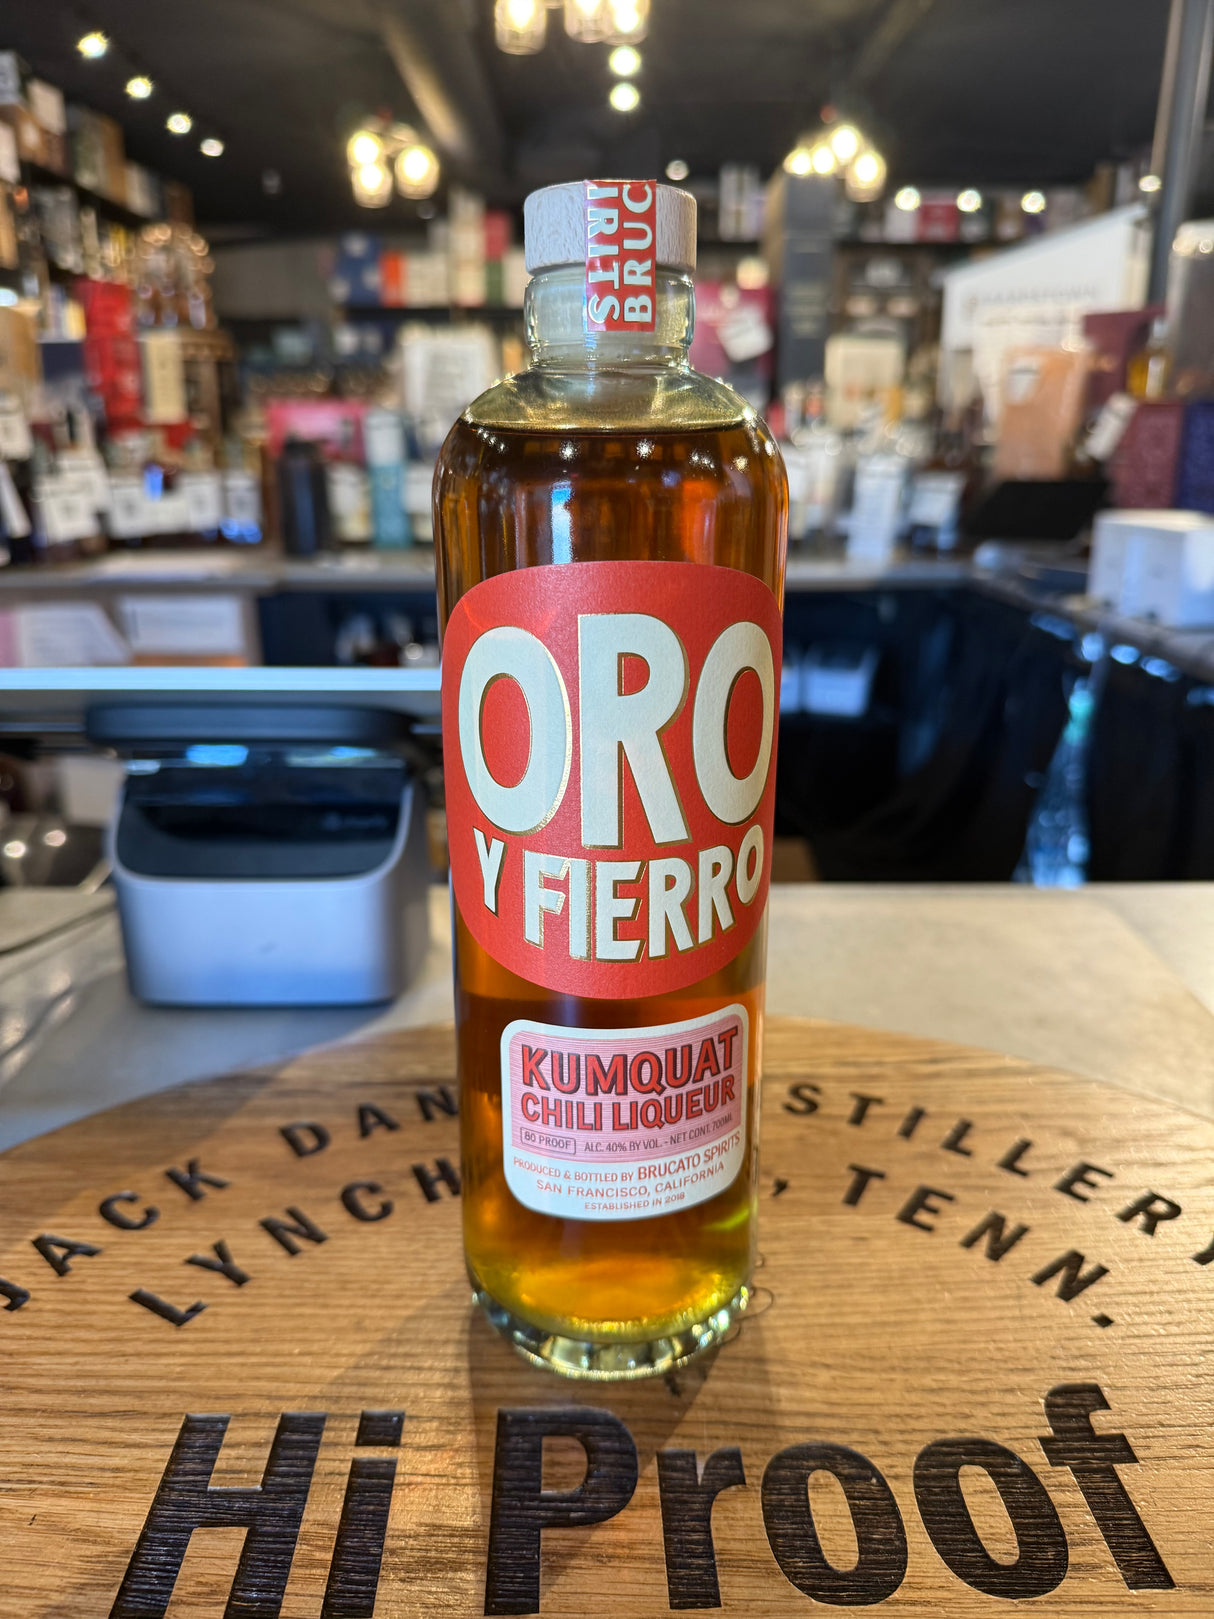 IRITS
BRUC
ORO
Y FIERRO
KUMQUAT
CHILI LIQUEUR
80 PROOF ALC. 40% BY VOL. - NET CONT. 700ML
PRODUCED & BOTTLED BY BRUCATO SPIRITS
SAN FRANCISCO, CALIFORNIA
ESTABLISHED IN 2018
JACK DAN STILLERY
LYNCH , TENN.
Hi Proof